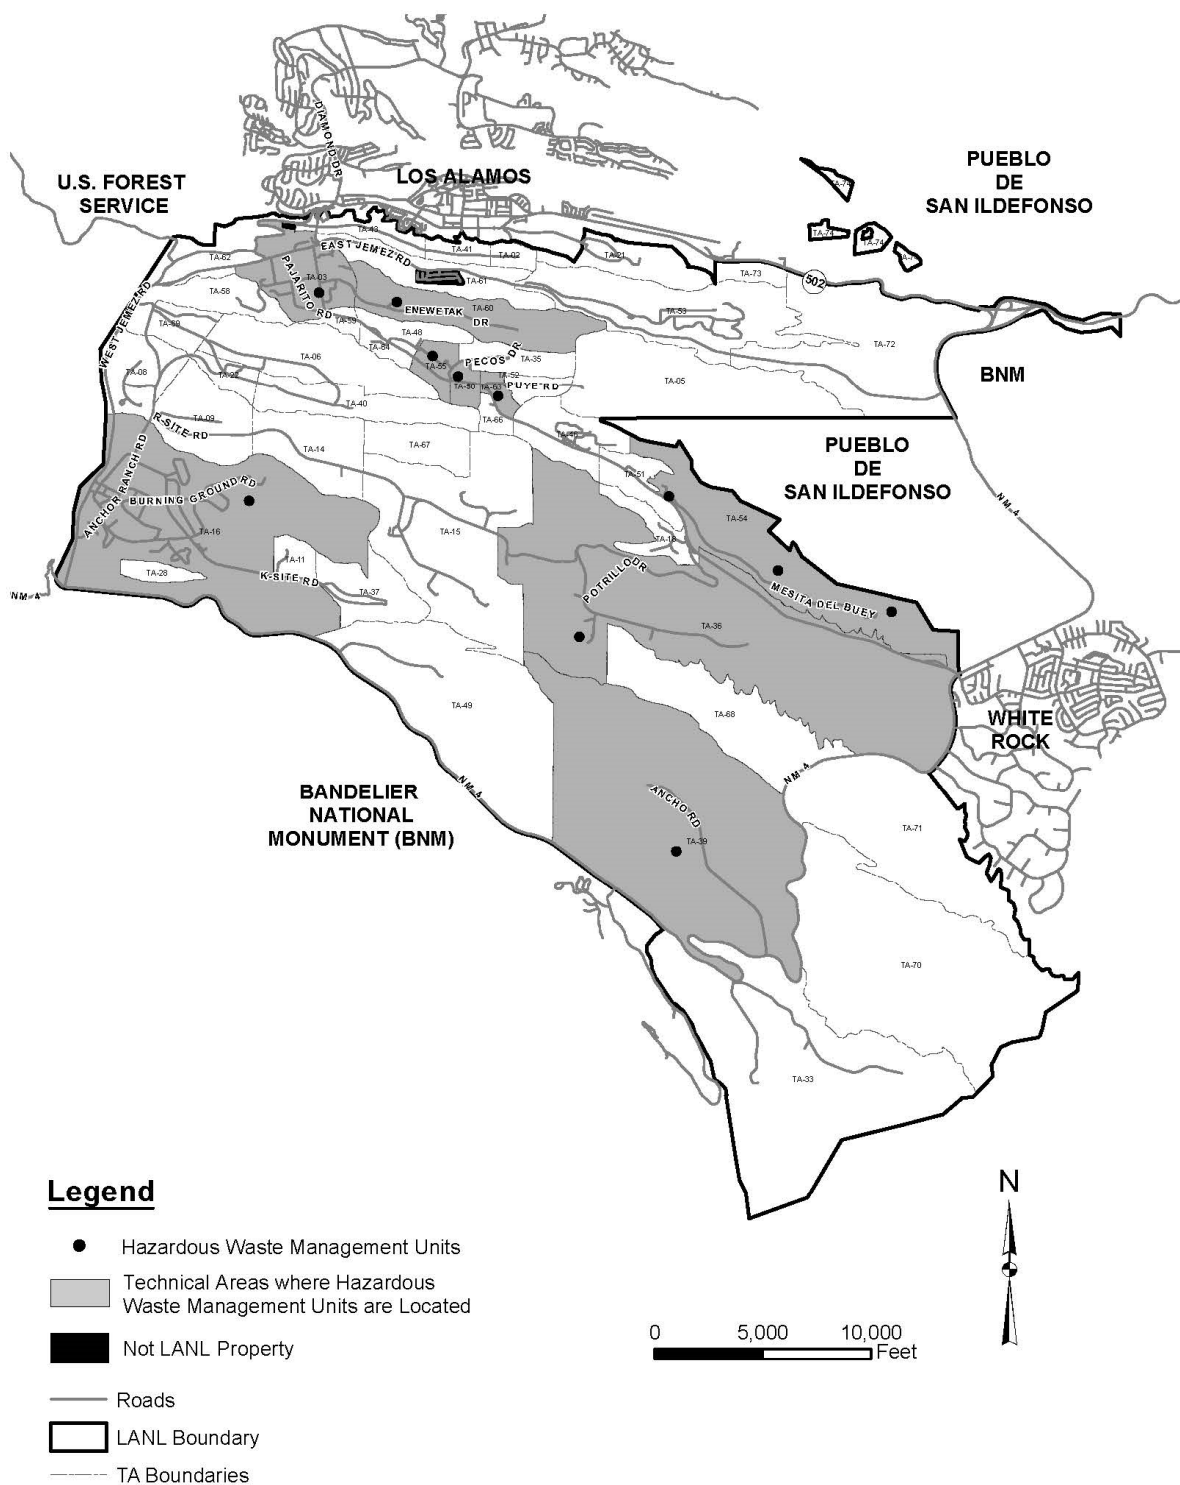 DIAMOND DR
LOS ALAMOS
U.S. FOREST
SERVICE
PUEBLO
DE
SAN ILDEFONSO
TA-74
TA-74
TA-43
TA-41
TA-02
TA-21
TA-62
EAST JEMEZ RD
TA-61
TA-73
502
PAJARITO RD
TA-03
TA-58
TA-60
ENEWETAK
DR
TA-59
TA-53
WEST JEMEZ RD
TA-69
TA-48
TA-64
TA-35
PECOS DR
TA-72
TA-06
TA-55
TA-52
TA-22
TA-08
TA-50
TA-63
PUYE RD
TA-05
BNM
TA-40
TA-66
TA-09
R-SITE RD
TA-46
TA-67
TA-14
TA-51
PUEBLO
DE
SAN ILDEFONSO
ANCHOR RANCH RD
BURNING GROUND RD
TA-54
NM-4
TA-16
TA-15
TA-18
TA-11
TA-28
K-SITE RD
TA-37
NM-4
POTRILLO DR
MESITA DEL BUEY
TA-36
TA-49
TA-68
WHITE
ROCK
NM-4
NM-4
BANDELIER
NATIONAL
MONUMENT (BNM)
ANCHO RD
TA-39
TA-71
TA-70
TA-33
N
Legend
Hazardous Waste Management Units
Technical Areas where Hazardous
Waste Management Units are Located
Not LANL Property
Roads
LANL Boundary
TA Boundaries
0 5,000 10,000
Feet